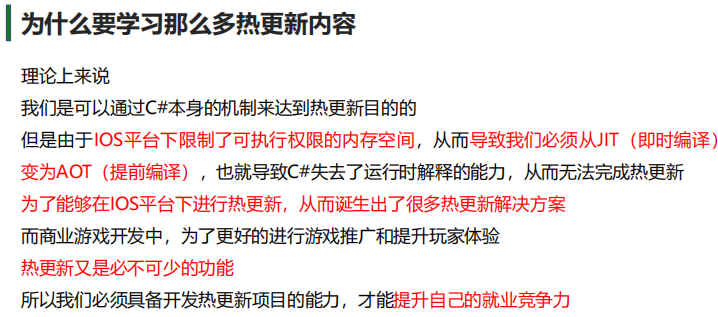 为什么要学习那么多热更新内容
理论上来说
我们是可以通过C#本身的机制来达到热更新目的的
但是由于IOS平台下限制了可执行权限的内存空间，从而导致我们必须从JIT（即时编译）
变为AOT（提前编译），也就导致C#失去了运行时解释的能力，从而无法完成热更新
为了能够在IOS平台下进行热更新，从而诞生出了很多热更新解决方案
而商业游戏开发中，为了更好的进行游戏推广和提升玩家体验
热更新又是必不可少的功能
所以我们必须具备开发热更新项目的能力，才能提升自己的就业竞争力